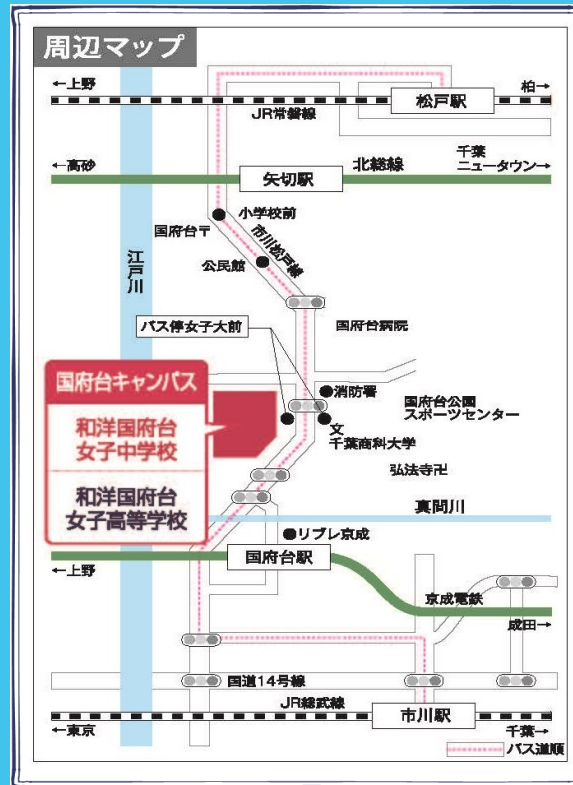 周辺マップ
←上野
柏→
松戸駅
JR常磐線
←高砂
矢切駅
北総線
千葉
ニュータウン→
小学校前
国府台〒
市川松戸線
公民館
江戸川
バス停女子大前
国府台病院
国府台キャンパス
消防署
国府台公園
スポーツセンター
和洋国府台
女子中学校
文
千葉商科大学
弘法寺卍
和洋国府台
女子高等学校
真間川
リブレ京成
国府台駅
←上野
京成電鉄
成田→
国道14号線
JR総武線
市川駅
←東京
千葉→
バス道順